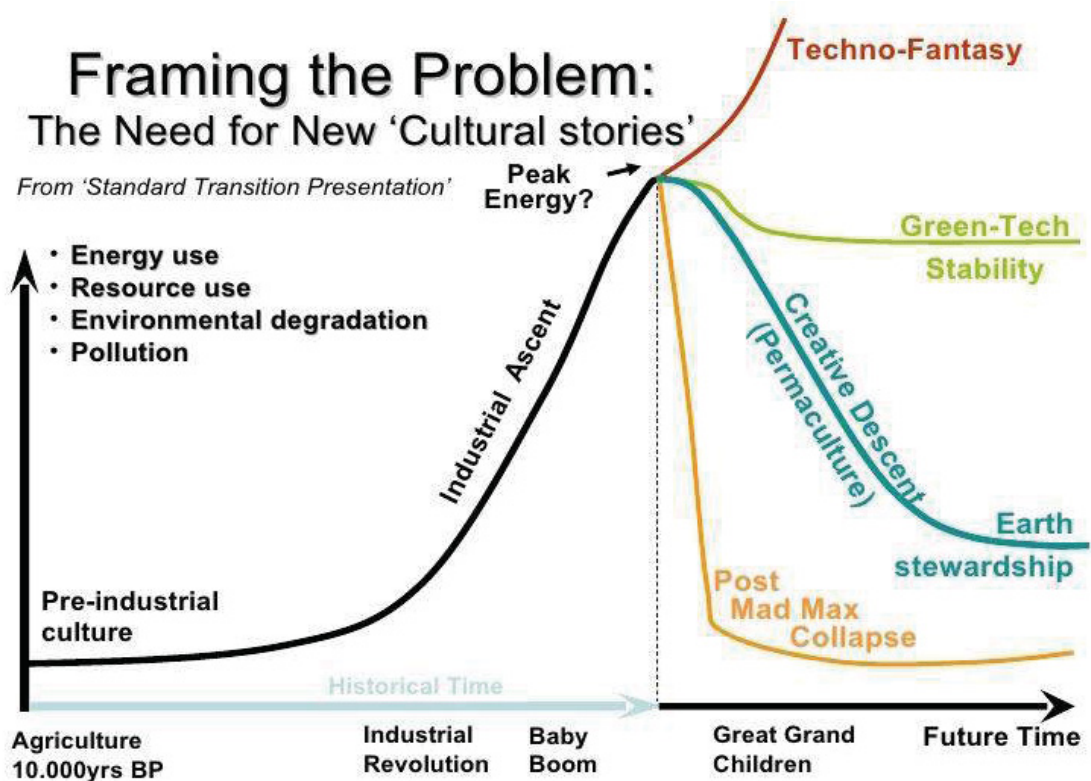 Framing the Problem:
The Need for New ‘Cultural stories’
From ‘Standard Transition Presentation’
Techno-Fantasy
Peak
Energy?
• Energy use
• Resource use
• Environmental degradation
• Pollution
Green-Tech
Stability
Industrial Ascent
Creative Descent
(Permaculture)
Earth
stewardship
Post
Mad Max
Collapse
Pre-industrial
culture
Historical Time
Agriculture
10.000yrs BP
Industrial
Revolution
Baby
Boom
Great Grand
Children
Future Time